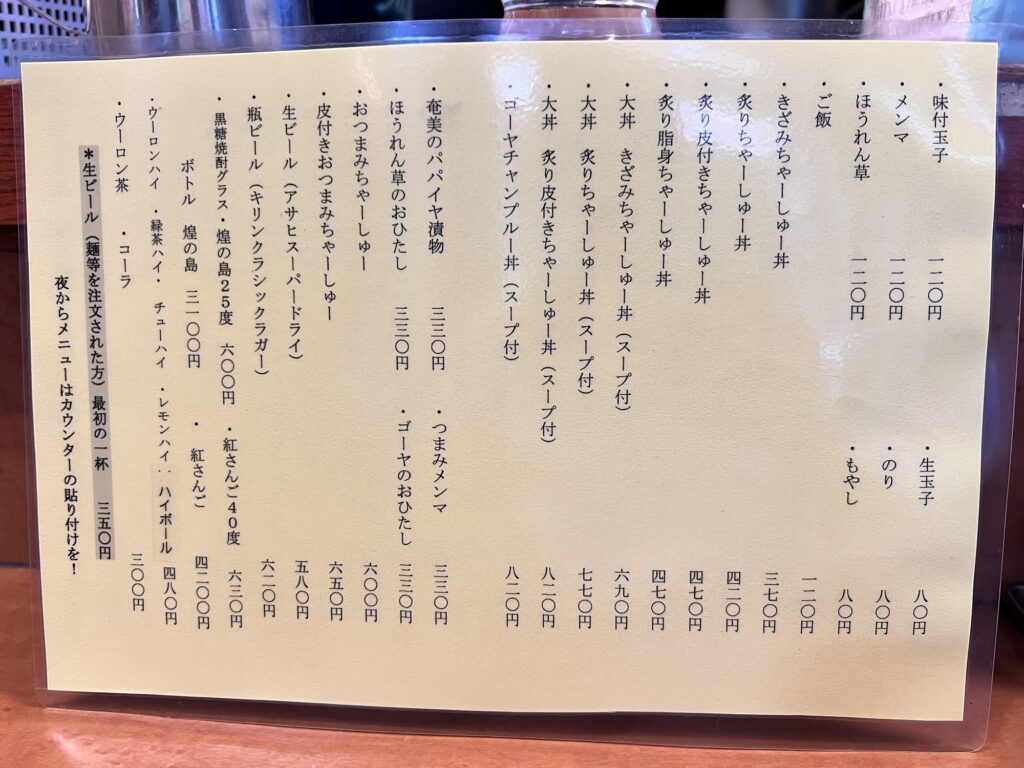 ・味付玉子 一二〇円 ・生玉子 八〇円
・メンマ 一二〇円 ・のり 八〇円
・ほうれん草 一二〇円 ・もやし 八〇円
・ご飯 一二〇円
・きざみちゃーしゅー丼 三七〇円
・炙りちゃーしゅー丼 四二〇円
・炙り皮付きちゃーしゅー丼 四七〇円
・炙り脂身ちゃーしゅー丼 四七〇円
・大丼 きざみちゃーしゅー丼（スープ付） 六九〇円
・大丼 炙りちゃーしゅー丼（スープ付） 七七〇円
・大丼 炙り皮付きちゃーしゅー丼（スープ付） 八二〇円
・ゴーヤチャンプルー丼（スープ付） 八二〇円
・奄美のパパイヤ漬物 三三〇円 ・つまみメンマ 三三〇円
・ほうれん草のおひたし 三三〇円 ・ゴーヤのおひたし 三三〇円
・おつまみちゃーしゅー 六〇〇円
・皮付きおつまみちゃーしゅー 六五〇円
・生ビール（アサヒスーパードライ） 五八〇円
・瓶ビール（キリンクラシックラガー） 六二〇円
・黒糖焼酎グラス・煌の島25度 六〇〇円 ・紅さんご40度 六三〇円
ボトル 煌の島 三一〇〇円 ・紅さんご 四二〇〇円
・ウーロンハイ ・緑茶ハイ・ チューハイ ・レモンハイ・ハイボール 四八〇円
・ウーロン茶 ・コーラ 三〇〇円
＊生ビール（麺等を注文された方）最初の一杯 三五〇円
夜からメニューはカウンターの貼り付けを！